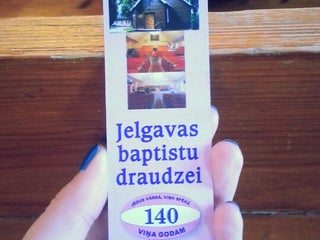 Jelgavas
baptistu
draudzei
JĒZUS VĀRDĀ, VIŅA SPĒKĀ,
140
VIŅA GODAM